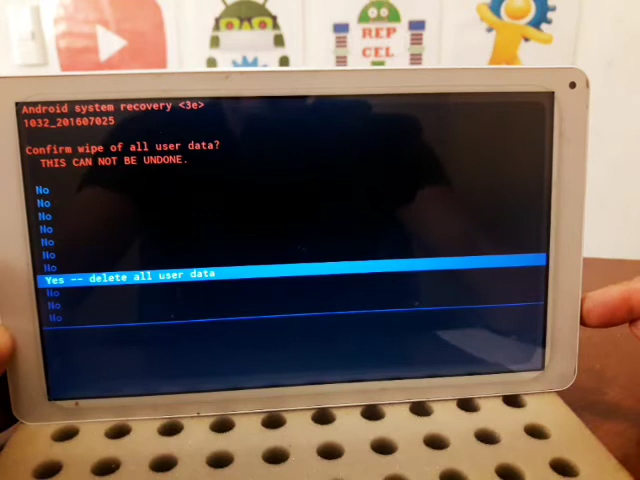 REP
CEL
Android system recovery <3e>
1032_201607025
Confirm wipe of all user data?
THIS CAN NOT BE UNDONE.
No
No
No
No
No
No
No
Yes -- delete all user data
No
No
No